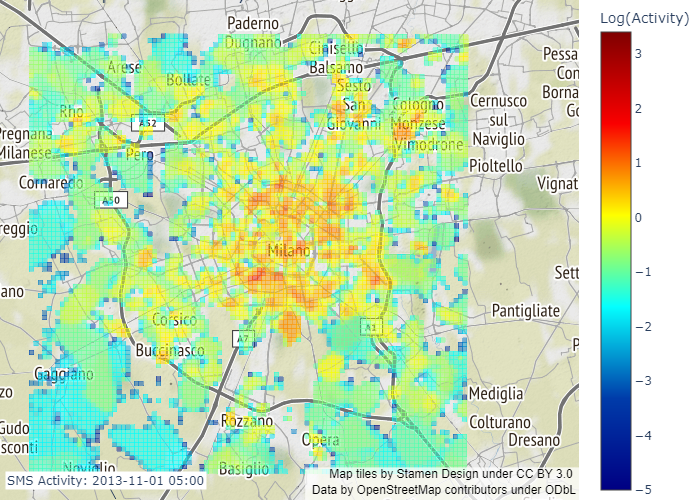 Log(Activity)
Paderno
Dugnano
Cinisello
Balsamo
Arese
Bollate
Sesto
San
Giovanni
Rho
A52
Cologno
Monzese
Cernusco
sul
Naviglio
Pessa
Con
Borna
Go
Pregnana
Milanese
Pero
Vimodrone
Pioltello
Cornaredo
A50
Vignat
reggio
Milano
Sett
ano
Pantigliate
Corsico
A7
A1
Buccinasco
P
Gaggiano
zo
Mediglia
Rozzano
Colturano
Gudo
sconti
Opera
Dresano
Noviglio
Basiglio
SMS Activity: 2013-11-01 05:00
Map tiles by Stamen Design under CC BY 3.0
Data by OpenStreetMap contributors under ODbL
3
2
1
0
−1
−2
−3
−4
−5